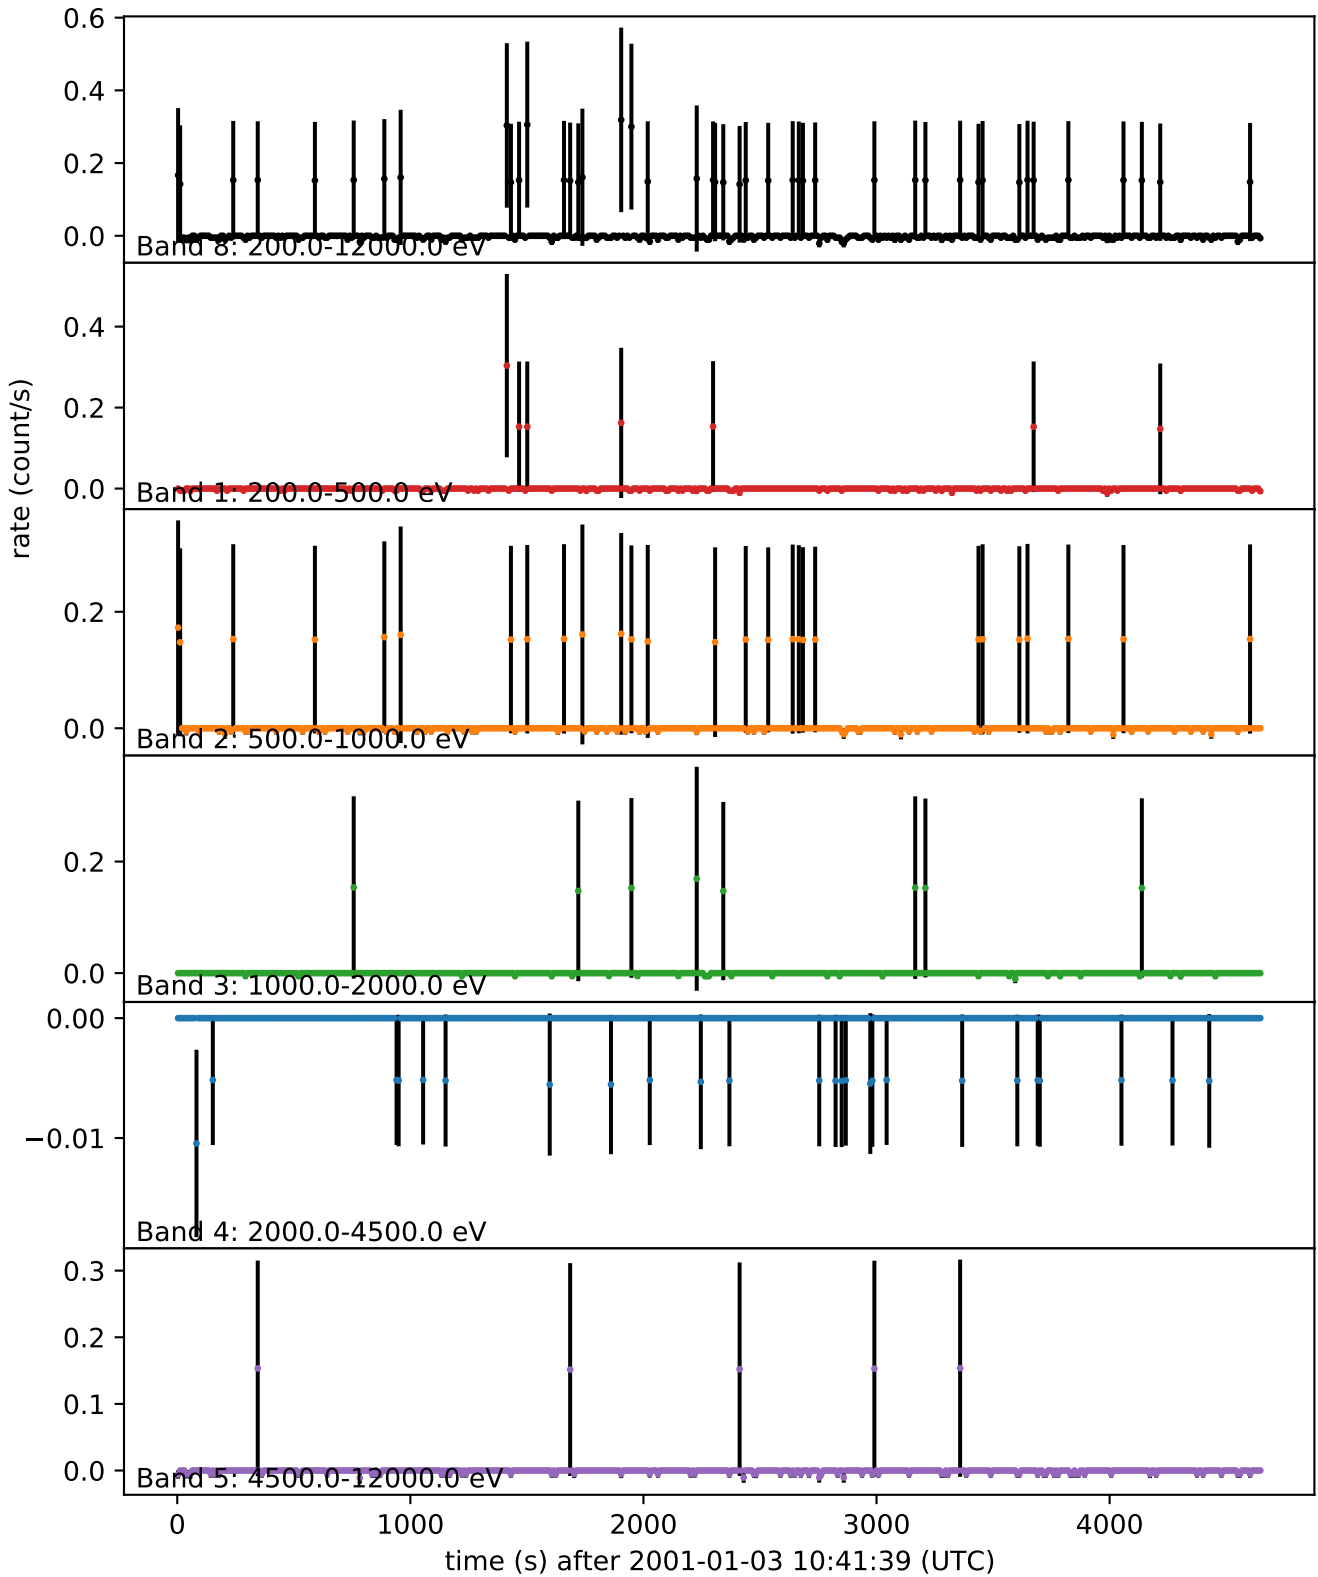 rate (count/s)
0.6
0.4
0.2
0.0
Band 8: 200.0-12000.0 eV
0.4
0.2
0.0
Band 1: 200.0-500.0 eV
0.2
0.0
Band 2: 500.0-1000.0 eV
0.2
0.0
Band 3: 1000.0-2000.0 eV
0.00
−0.01
Band 4: 2000.0-4500.0 eV
0.3
0.2
0.1
0.0
Band 5: 4500.0-12000.0 eV
0 1000 2000 3000 4000
time (s) after 2001-01-03 10:41:39 (UTC)